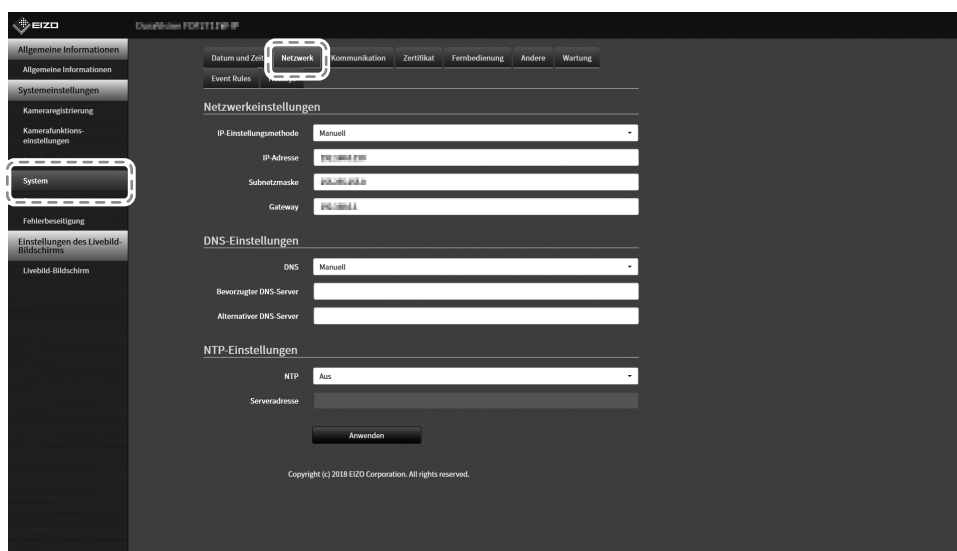 EIZO
Allgemeine Informationen
Allgemeine Informationen
Systemeinstellungen
Kameraregistrierung
Kamerafunktions-
einstellungen
System
Fehlerbeseitigung
Einstellungen des Livebild-
Bildschirms
Livebild-Bildschirm
Datum und Zeit Netzwerk Kommunikation Zertifikat Fernbedienung Andere Wartung
Event Rules
Netzwerkeinstellungen
IP-Einstellungsmethode Manuell
IP-Adresse
Subnetzmaske
Gateway
DNS-Einstellungen
DNS Manuell
Bevorzugter DNS-Server
Alternativer DNS-Server
NTP-Einstellungen
NTP Aus
Serveradresse
Anwenden
Copyright (c) 2018 EIZO Corporation. All rights reserved.